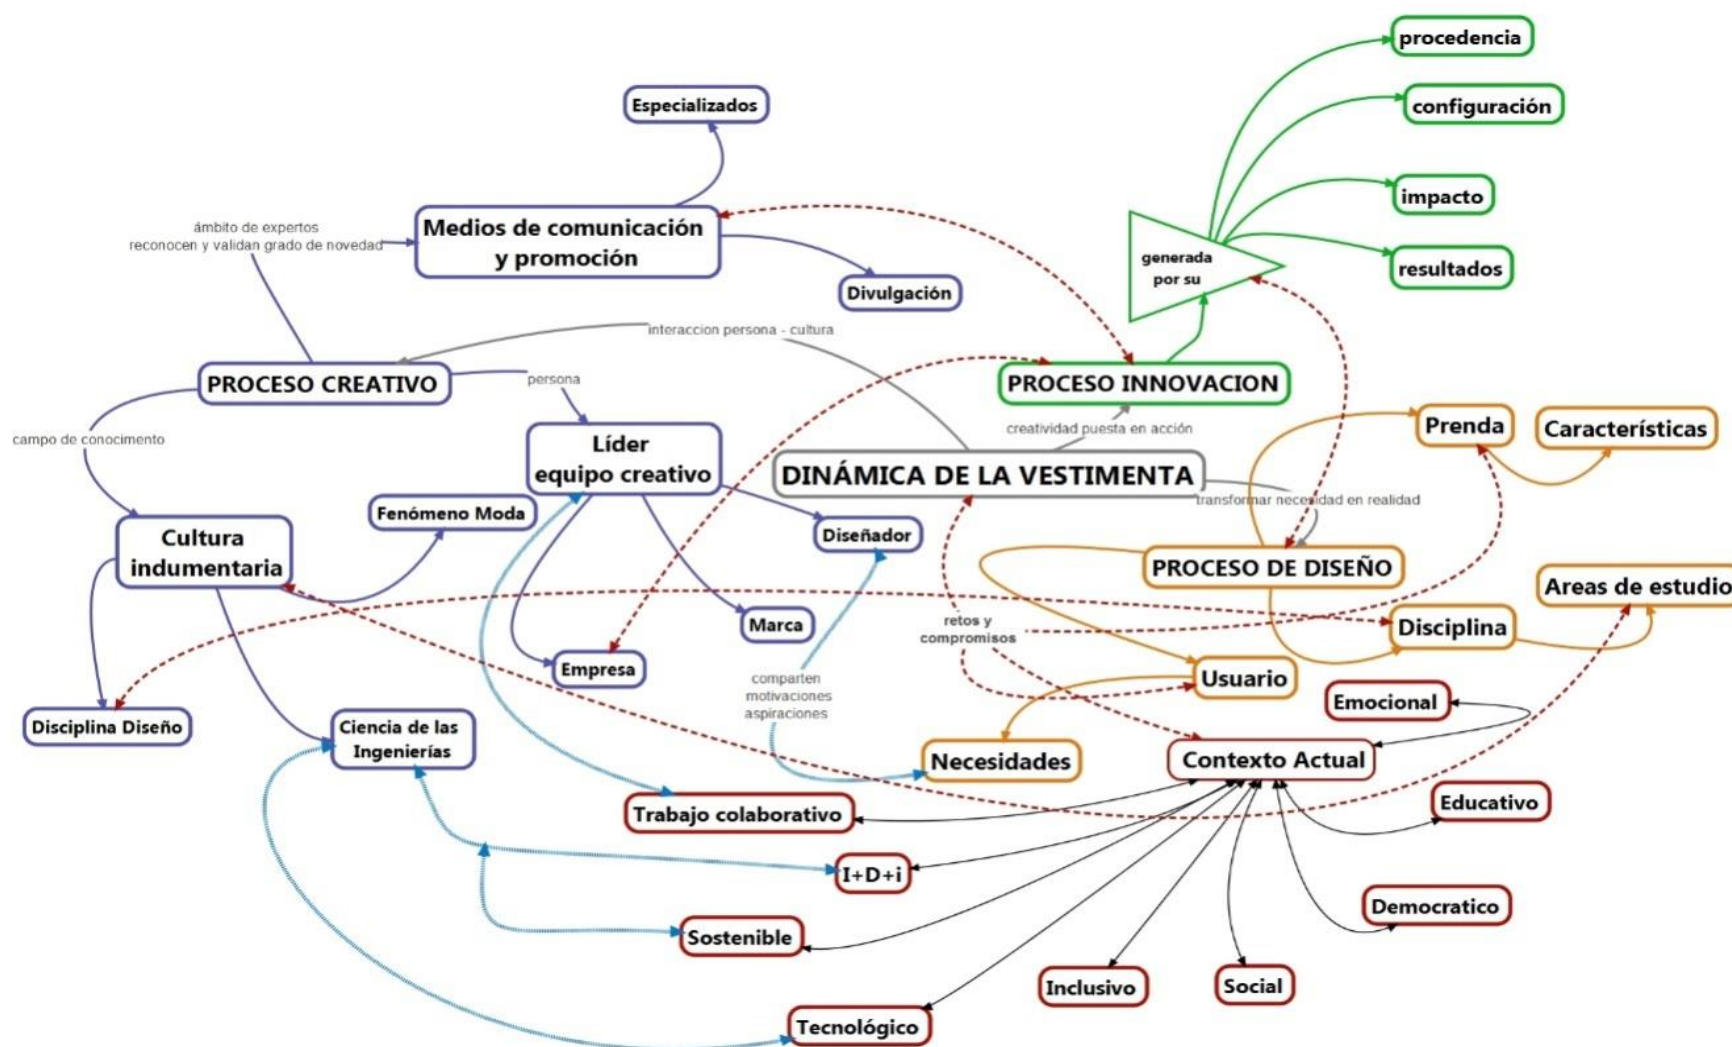 procedencia
Especializados
configuración
impacto
ámbito de expertos
reconocen y validan grado de novedad
Medios de comunicación
y promoción
generada
por su
resultados
Divulgación
interaccion persona - cultura
PROCESO CREATIVO
persona
PROCESO INNOVACION
creatividad puesta en acción
Prenda
Características
campo de conocimiento
Líder
equipo creativo
DINÁMICA DE LA VESTIMENTA
transformar necesidad en realidad
Fenómeno Moda
Diseñador
Cultura
indumentaria
PROCESO DE DISEÑO
Areas de estudio
Marca
retos y
compromisos
Disciplina
Empresa
Usuario
comparten
motivaciones
aspiraciones
Emocional
Disciplina Diseño
Ciencia de las
Ingenierías
Necesidades
Contexto Actual
Trabajo colaborativo
Educativo
I+D+i
Democratico
Sostenible
Inclusivo
Social
Tecnológico